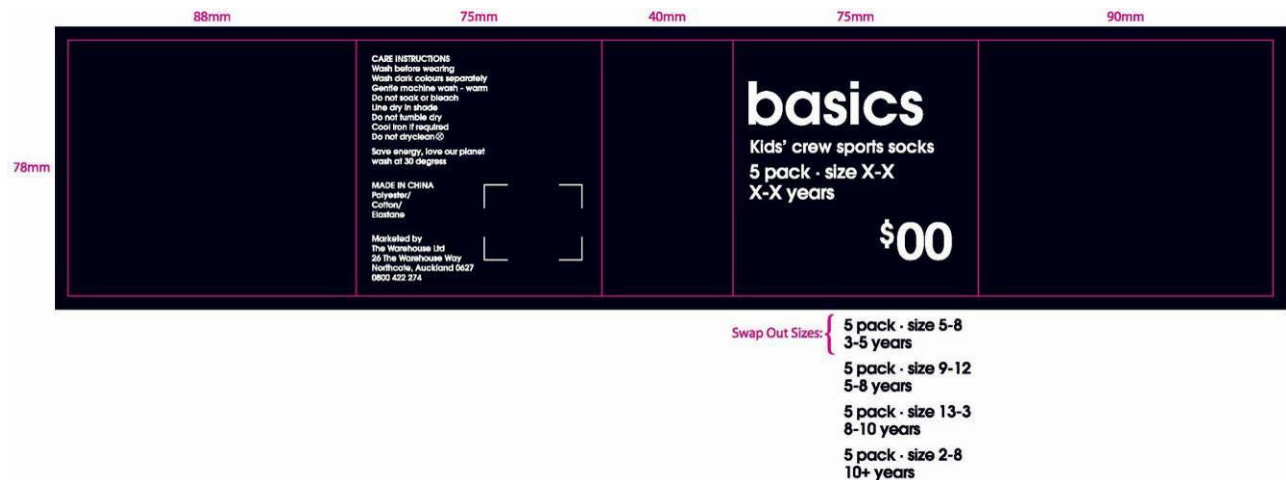 88mm
75mm
40mm
75mm
90mm
78mm
CARE INSTRUCTIONS
Wash before wearing
Wash dark colours separately
Gentle machine wash - warm
Do not soak or bleach
Line dry in shade
Do not tumble dry
Cool iron if required
Do not dryclean
Save energy, love our planet
wash at 30 degress
MADE IN CHINA
Polyester/
Cotton/
Elastane
Marketed by
The Warehouse Ltd
26 The Warehouse Way
Northcote, Auckland 0627
0800 422 274
basics
Kids' crew sports socks
5 pack · size X-X
X-X years
$00
Swap Out Sizes:
5 pack · size 5-8
3-5 years
5 pack · size 9-12
5-8 years
5 pack · size 13-3
8-10 years
5 pack · size 2-8
10+ years